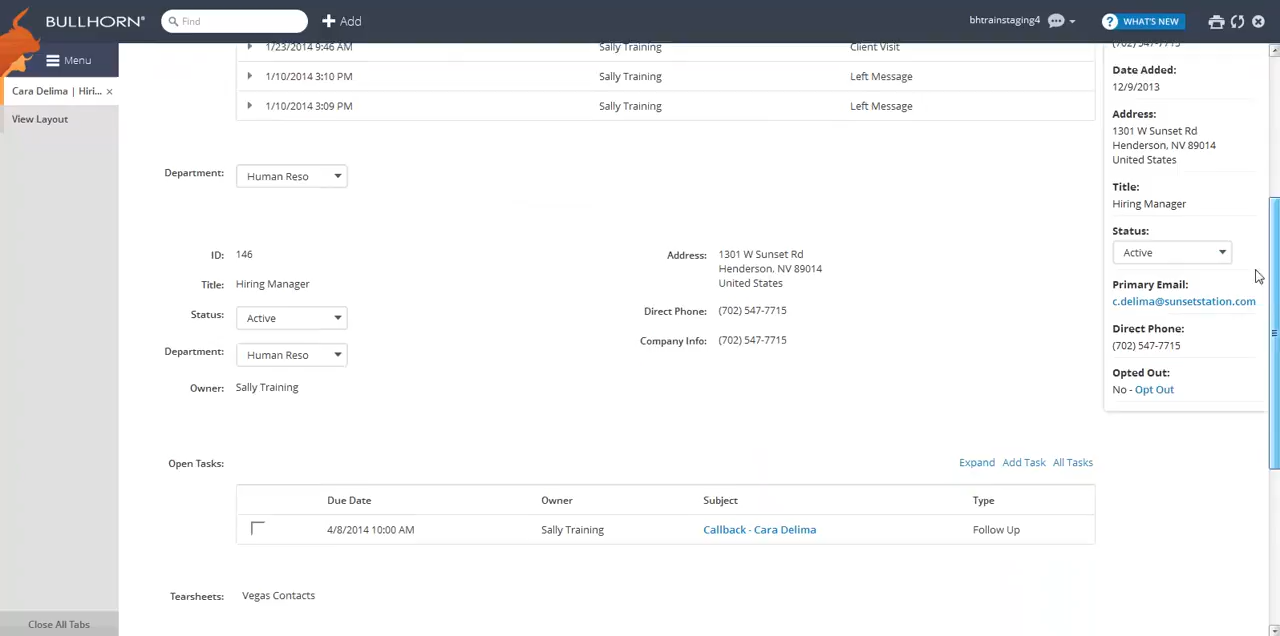 BULLHORN®
Find
Add
bhtrainstaging4
? WHAT'S NEW
Menu
Cara Delima | Hiri... ×
View Layout
1/23/2014 9:46 AM Sally Training Client Visit
1/10/2014 3:10 PM Sally Training Left Message
1/10/2014 3:09 PM Sally Training Left Message
Department: Human Reso
ID: 146
Title: Hiring Manager
Status: Active
Department: Human Reso
Owner: Sally Training
Address: 1301 W Sunset Rd
Henderson, NV 89014
United States
Direct Phone: (702) 547-7715
Company Info: (702) 547-7715
Open Tasks:
Expand Add Task All Tasks
Due Date Owner Subject Type
4/8/2014 10:00 AM Sally Training Callback - Cara Delima Follow Up
Tearsheets: Vegas Contacts
(702) 547-7715
Date Added:
12/9/2013
Address:
1301 W Sunset Rd
Henderson, NV 89014
United States
Title:
Hiring Manager
Status:
Active
Primary Email:
c.delima@sunsetstation.com
Direct Phone:
(702) 547-7715
Opted Out:
No - Opt Out
Close All Tabs